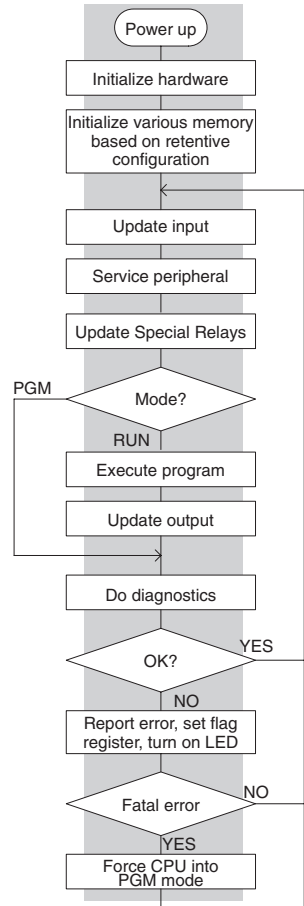 Power up
Initialize hardware
Initialize various memory
based on retentive
configuration
Update input
Service peripheral
Update Special Relays
PGM
Mode?
RUN
Execute program
Update output
Do diagnostics
YES
OK?
NO
Report error, set flag
register, turn on LED
NO
Fatal error
YES
Force CPU into
PGM mode